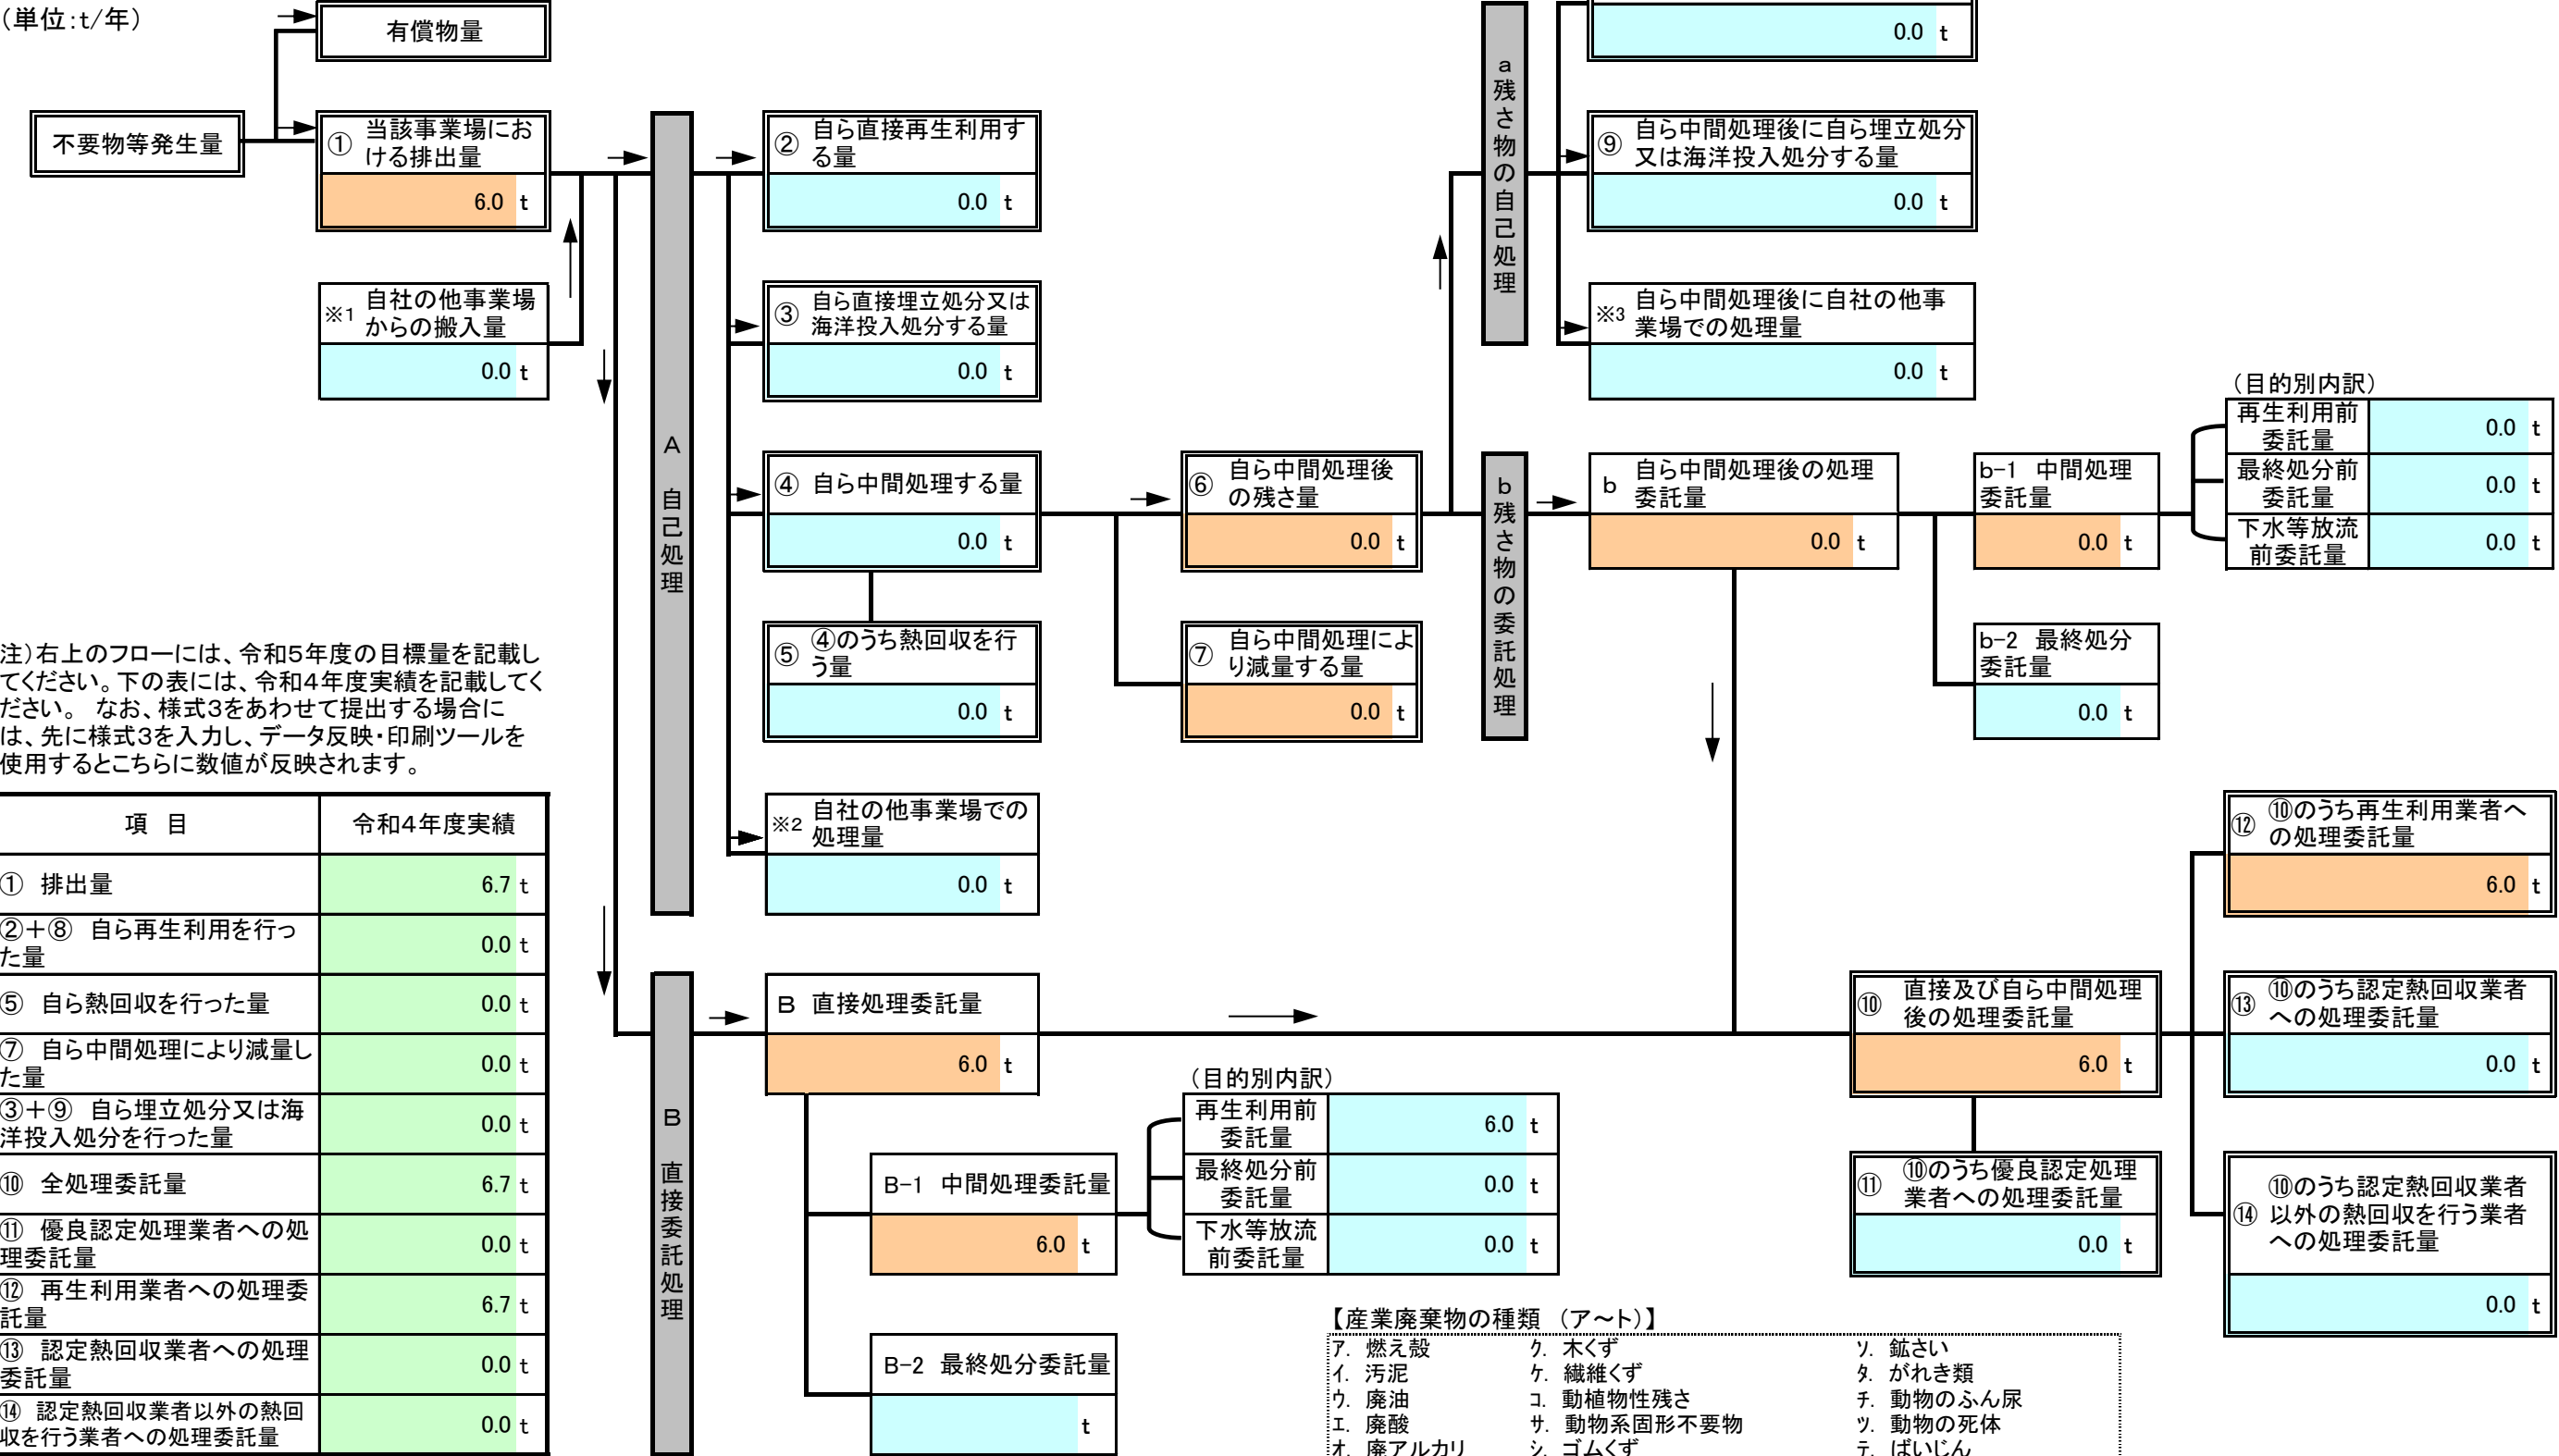 （単位：t/年）
有償物量
0.0 t
不要物等発生量
① 当該事業場にお
ける排出量
6.0 t
※1 自社の他事業場
からの搬入量
0.0 t
A 自己処理
② 自ら直接再生利用す
る量
0.0 t
③ 自ら直接埋立処分又は
海洋投入処分する量
0.0 t
④ 自ら中間処理する量
0.0 t
⑤ ④のうち熱回収を行
う量
0.0 t
※2 自社の他事業場での
処理量
0.0 t
⑥ 自ら中間処理後
の残さ量
0.0 t
⑦ 自ら中間処理によ
り減量する量
0.0 t
a 残さ物の自己処理
⑨ 自ら中間処理後に自ら埋立処分
又は海洋投入処分する量
0.0 t
※3 自ら中間処理後に自社の他事
業場での処理量
0.0 t
b 残さ物の委託処理
b 自ら中間処理後の処理
委託量
0.0 t
b-1 中間処理
委託量
0.0 t
（目的別内訳）
再生利用前
委託量
0.0 t
最終処分前
委託量
0.0 t
下水等放流
前委託量
0.0 t
b-2 最終処分
委託量
0.0 t
注）右上のフローには、令和5年度の目標量を記載し
てください。下の表には、令和4年度実績を記載してく
ださい。 なお、様式3をあわせて提出する場合に
は、先に様式3を入力し、データ反映・印刷ツールを
使用するとこちらに数値が反映されます。
項 目 令和4年度実績
① 排出量 6.7 t
②＋⑧ 自ら再生利用を行っ
た量
0.0 t
⑤ 自ら熱回収を行った量 0.0 t
⑦ 自ら中間処理により減量し
た量
0.0 t
③＋⑨ 自ら埋立処分又は海
洋投入処分を行った量
0.0 t
⑩ 全処理委託量 6.7 t
⑪ 優良認定処理業者への処
理委託量
0.0 t
⑫ 再生利用業者への処理委
託量
6.7 t
⑬ 認定熱回収業者への処理
委託量
0.0 t
⑭ 認定熱回収業者以外の熱回
収を行う業者への処理委託量
0.0 t
B 直接委託処理
B 直接処理委託量
6.0 t
B-1 中間処理委託量
6.0 t
（目的別内訳）
再生利用前
委託量
6.0 t
最終処分前
委託量
0.0 t
下水等放流
前委託量
0.0 t
B-2 最終処分委託量
t
⑩ 直接及び自ら中間処理
後の処理委託量
6.0 t
⑪ ⑩のうち優良認定処理
業者への処理委託量
0.0 t
⑫ ⑩のうち再生利用業者へ
の処理委託量
6.0 t
⑬ ⑩のうち認定熱回収業者
への処理委託量
0.0 t
⑭ ⑩のうち認定熱回収業者
以外の熱回収を行う業者
への処理委託量
0.0 t
【産業廃棄物の種類 （ア～ト）】
ア. 燃え殻 ク. 木くず ソ. 鉱さい
イ. 汚泥 ケ. 繊維くず タ. がれき類
ウ. 廃油 コ. 動植物性残さ チ. 動物のふん尿
エ. 廃酸 サ. 動物系固形不要物 ツ. 動物の死体
オ. 廃アルカリ シ. ゴムくず テ. ばいじん